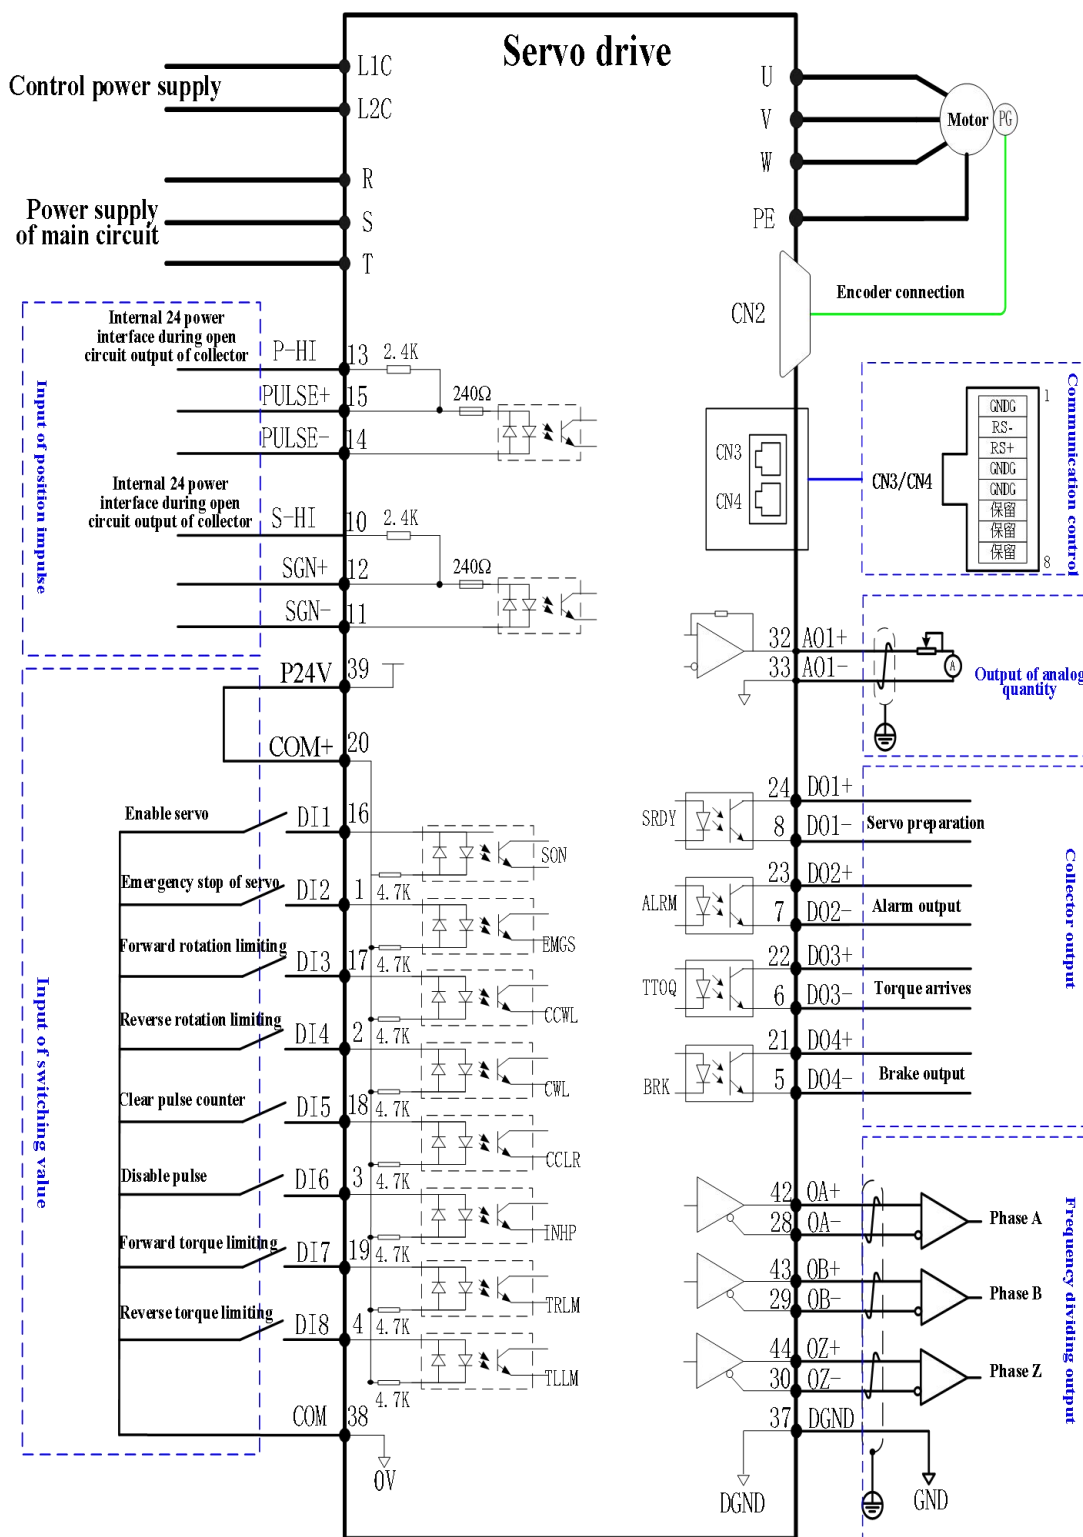 Servo drive
Control power supply
L1C
L2C
R
Power supply
of main circuit
S
T
U
V
W
PE
Motor
PG
CN2
Encoder connection
Input of position impulse
Internal 24 power
interface during open
circuit output of collector
P-HI
13
2.4K
PULSE+
15
240Ω
PULSE-
14
Internal 24 power
interface during open
circuit output of collector
S-HI
10
2.4K
SGN+
12
240Ω
SGN-
11
CN3
CN4
CN3/CN4
1
GNDG
RS-
RS+
GNDG
GNDG
保留
保留
保留
8
Communication control
32
AO1+
33
AO1-
A
Output of analog
quantity
P24V
39
COM+
20
Input of switching value
Enable servo
DI1
16
SON
4.7K
Emergency stop of servo
DI2
1
EMGS
4.7K
Forward rotation limiting
DI3
17
CCWL
4.7K
Reverse rotation limiting
DI4
2
CWL
4.7K
Clear pulse counter
DI5
18
CCLR
4.7K
Disable pulse
DI6
3
INHP
4.7K
Forward torque limiting
DI7
19
TRLM
4.7K
Reverse torque limiting
DI8
4
TLLM
4.7K
COM
38
0V
SRDY
24
DO1+
8
DO1-
Servo preparation
ALRM
23
DO2+
7
DO2-
Alarm output
TTOQ
22
DO3+
6
DO3-
Torque arrives
BRK
21
DO4+
5
DO4-
Brake output
Collector output
42
OA+
28
OA-
Phase A
43
OB+
29
OB-
Phase B
44
OZ+
30
OZ-
Phase Z
37
DGND
DGND
GND
Frequency dividing output